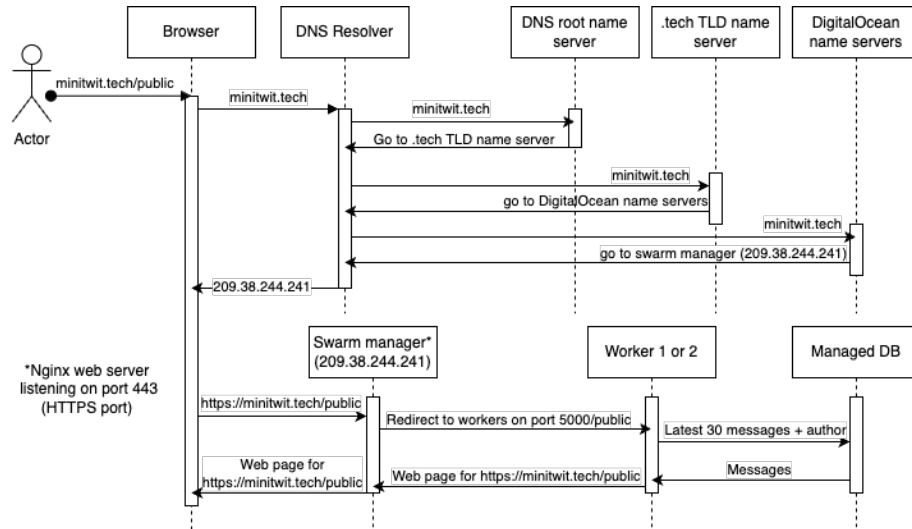 Browser
DNS Resolver
DNS root name
server
.tech TLD name
server
DigitalOcean
name servers
Actor
minitwit.tech/public
minitwit.tech
minitwit.tech
Go to .tech TLD name server
minitwit.tech
go to DigitalOcean name servers
minitwit.tech
go to swarm manager (209.38.244.241)
209.38.244.241
Swarm manager*
(209.38.244.241)
Worker 1 or 2
Managed DB
*Nginx web server
listening on port 443
(HTTPS port)
https://minitwit.tech/public
Redirect to workers on port 5000/public
Latest 30 messages + author
Messages
Web page for https://minitwit.tech/public
Web page for
https://minitwit.tech/public